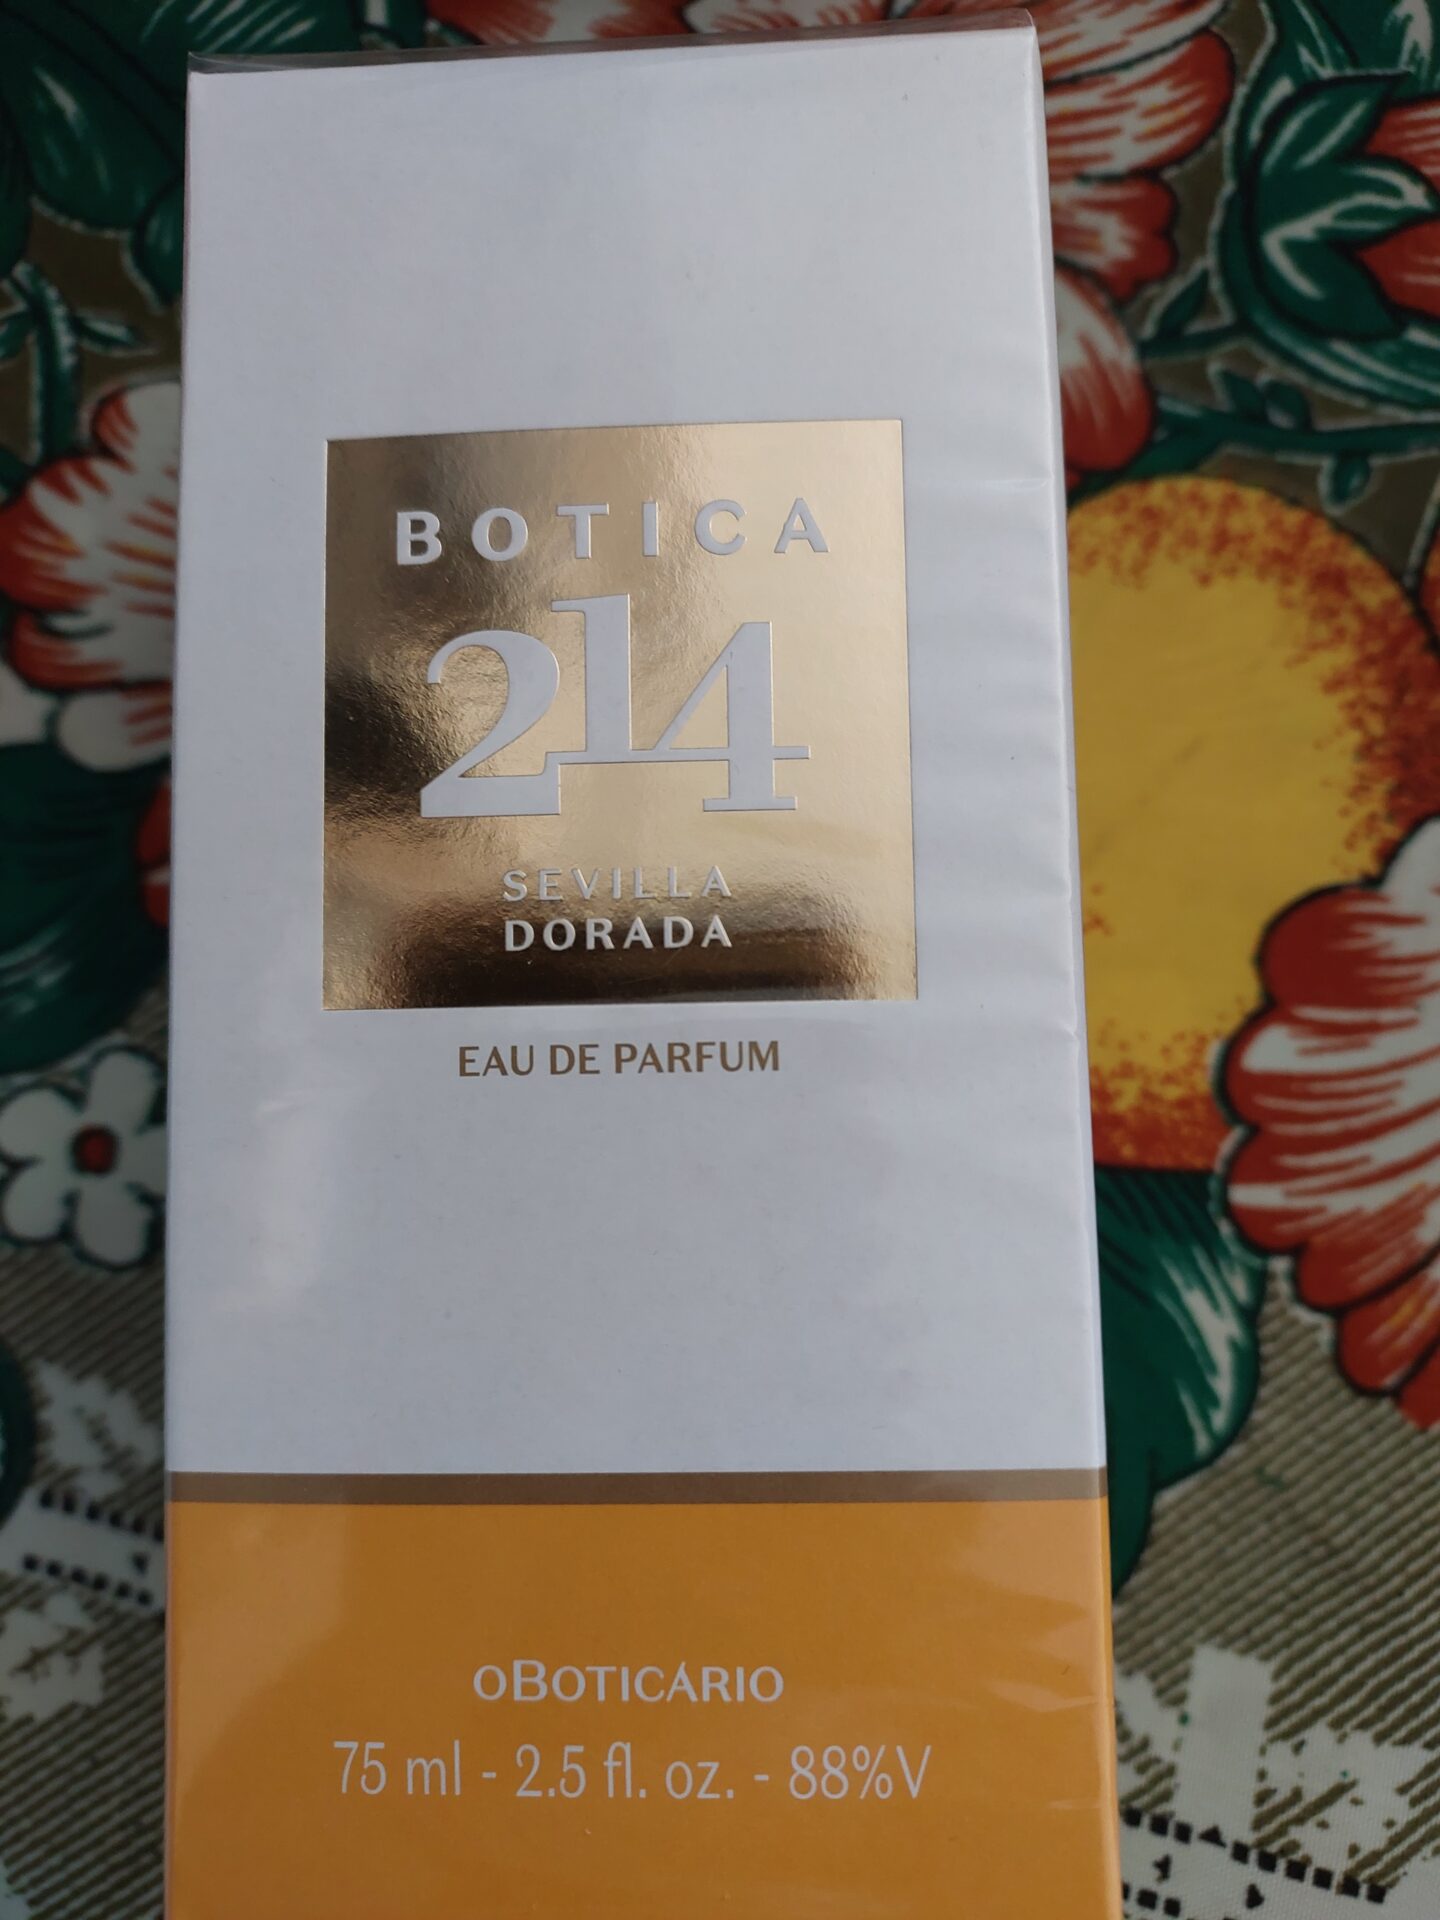 BOTICA
214
SEVILLA
DORADA
EAU DE PARFUM
oBOTICÁRIO
75 ml - 2.5 fl. oz. - 88%V